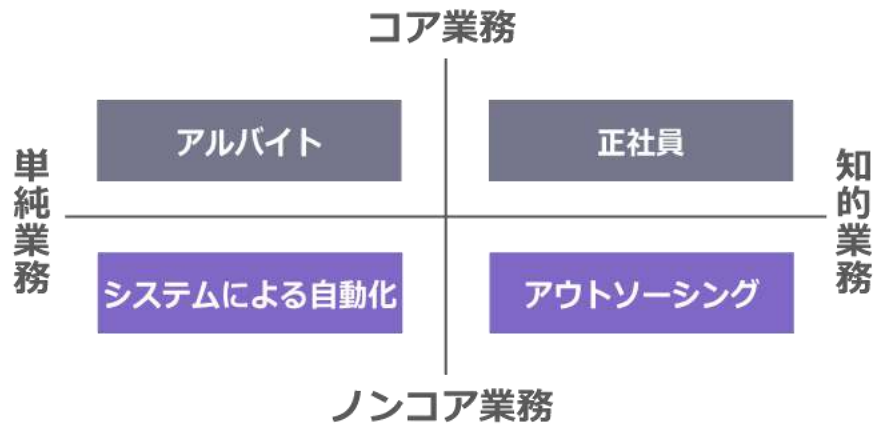 コア業務
アルバイト
正社員
単純業務
知的業務
システムによる自動化
アウトソーシング
ノンコア業務